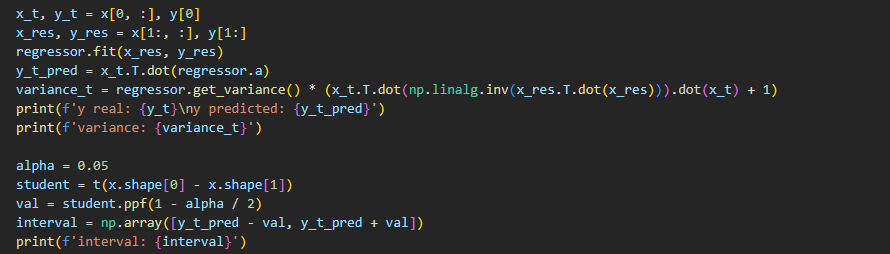 x_t, y_t = x[0, :], y[0]
x_res, y_res = x[1:, :], y[1:]
regressor.fit(x_res, y_res)
y_t_pred = x_t.T.dot(regressor.a)
variance_t = regressor.get_variance() * (x_t.T.dot(np.linalg.inv(x_res.T.dot(x_res))).dot(x_t) + 1)
print(f'y real: {y_t}\ny predicted: {y_t_pred}')
print(f'variance: {variance_t}')

alpha = 0.05
student = t(x.shape[0] - x.shape[1])
val = student.ppf(1 - alpha / 2)
interval = np.array([y_t_pred - val, y_t_pred + val])
print(f'interval: {interval}')